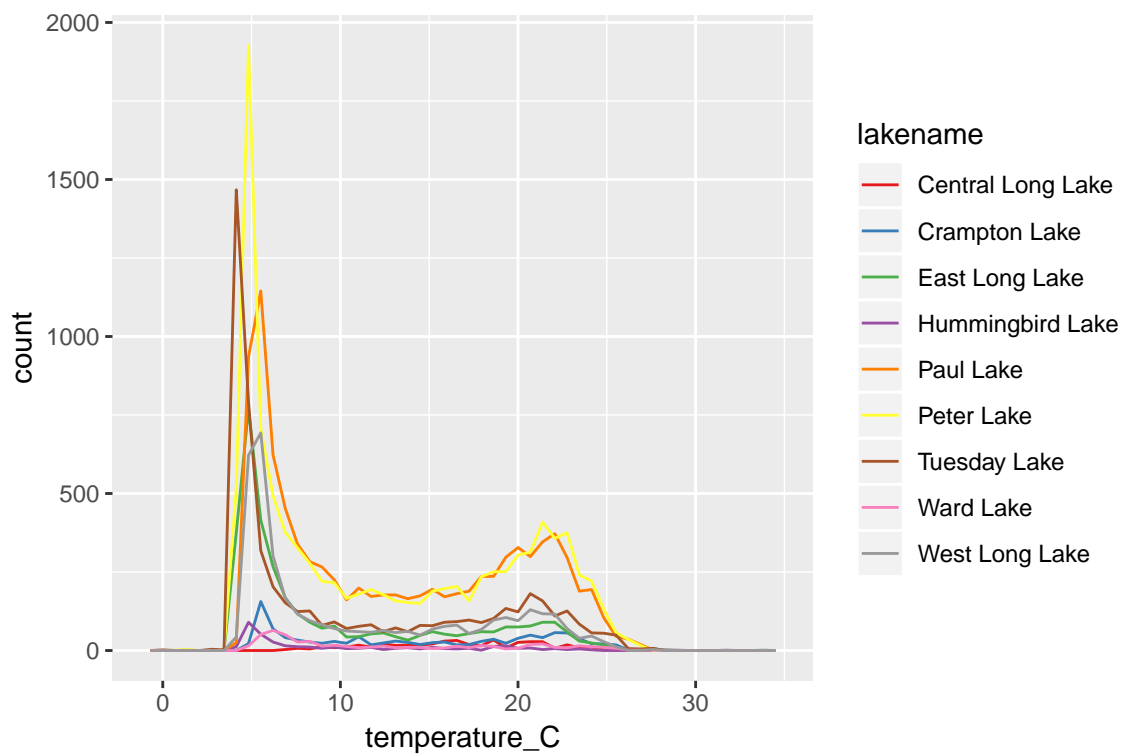 2000
1500
1000
500
0
count
0
10
20
30
temperature_C
lakename
Central Long Lake
Crampton Lake
East Long Lake
Hummingbird Lake
Paul Lake
Peter Lake
Tuesday Lake
Ward Lake
West Long Lake